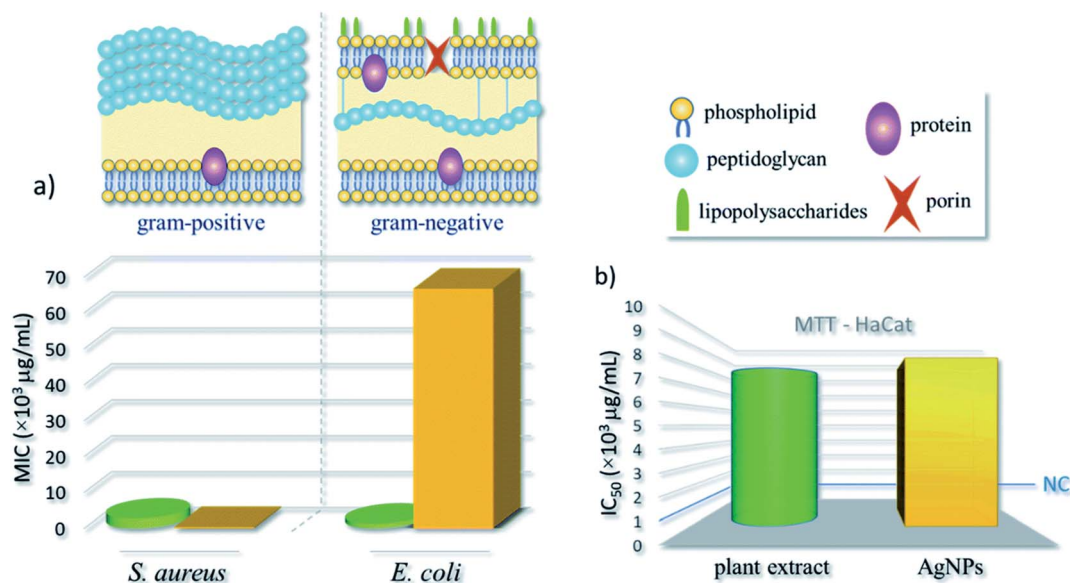 a)
gram-positive
gram-negative
phospholipid
peptidoglycan
lipopolysaccharides
protein
porin
MIC (×10³ µg/mL)
70
60
50
40
30
20
10
0
S. aureus
E. coli
b)
MTT - HaCat
IC₅₀ (×10³ µg/mL)
10
9
8
7
6
5
4
3
2
1
0
NC
plant extract
AgNPs